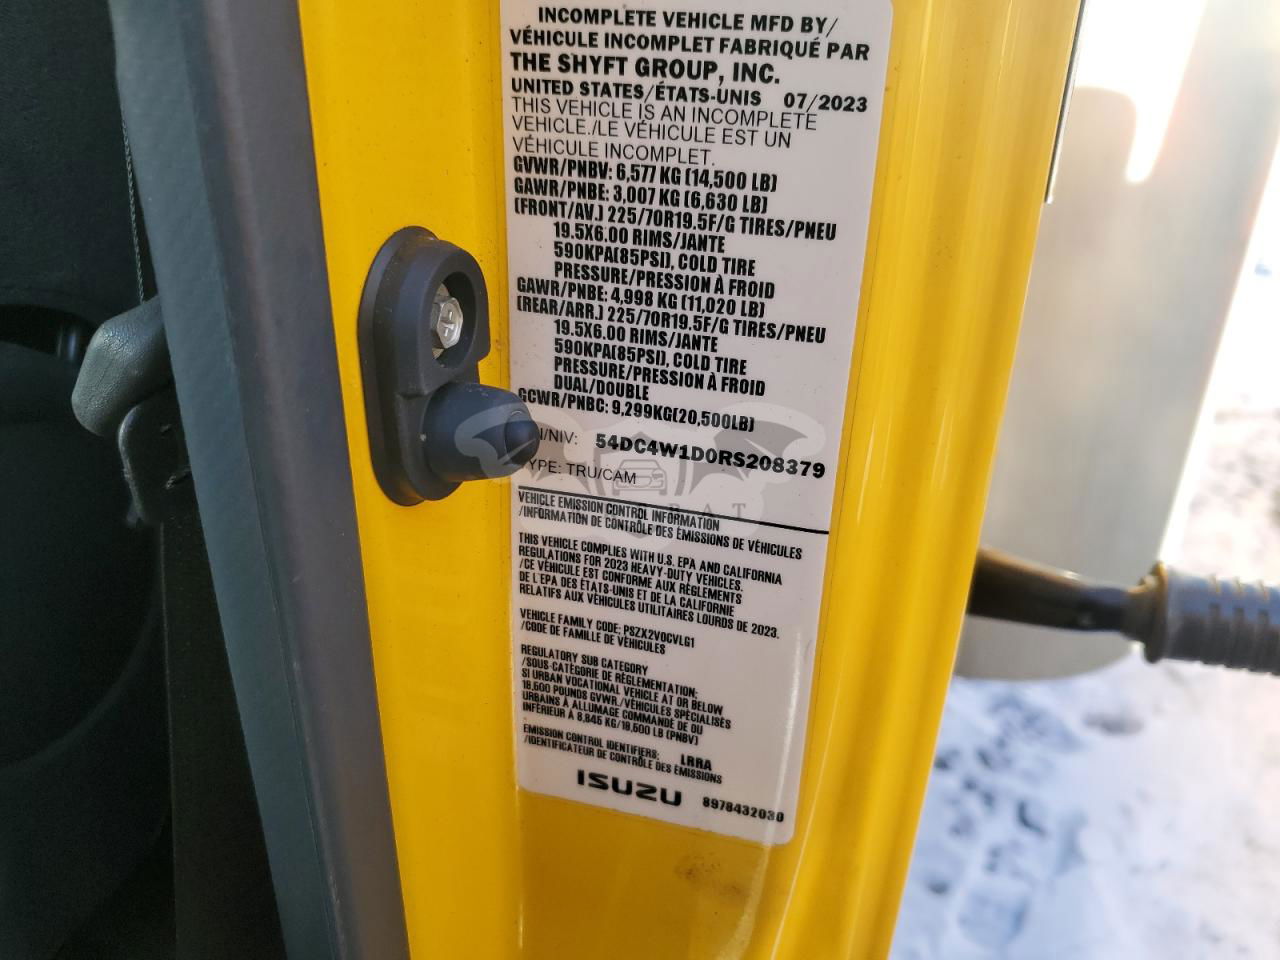 INCOMPLETE VEHICLE MFD BY/
VÉHICULE INCOMPLET FABRIQUÉ PAR
THE SHYFT GROUP, INC.
UNITED STATES/ÉTATS-UNIS 07/2023
THIS VEHICLE IS AN INCOMPLETE
VEHICLE./LE VÉHICULE EST UN
VÉHICULE INCOMPLET.
GVWR/PNBV: 6,577 KG (14,500 LB)
GAWR/PNBE: 3,007 KG (6,630 LB)
(FRONT/AV.) 225/70R19.5F/G TIRES/PNEU
19.5X6.00 RIMS/JANTE
590KPA(85PSI), COLD TIRE
PRESSURE/PRESSION À FROID
GAWR/PNBE: 4,998 KG (11,020 LB)
(REAR/ARR.) 225/70R19.5F/G TIRES/PNEU
19.5X6.00 RIMS/JANTE
590KPA(85PSI), COLD TIRE
PRESSURE/PRESSION À FROID
DUAL/DOUBLE
GCWR/PNBC: 9,299KG(20,500LB)
/NIV: 54DC4W1D0RS208379
YPE: TRU/CAM
VEHICLE EMISSION CONTROL INFORMATION
/INFORMATION DE CONTRÔLE DES ÉMISSIONS DE VÉHICULES
THIS VEHICLE COMPLIES WITH U.S. EPA AND CALIFORNIA
REGULATIONS FOR 2023 HEAVY-DUTY VEHICLES.
/CE VÉHICULE EST CONFORME AUX RÈGLEMENTS
DE L'EPA DES ÉTATS-UNIS ET DE LA CALIFORNIE
RELATIFS AUX VÉHICULES UTILITAIRES LOURDS DE 2023.
VEHICLE FAMILY CODE; PSZX2VOCVLG1
/CODE DE FAMILLE DE VÉHICULES
REGULATORY SUB CATEGORY
/SOUS-CATÉGORIE DE RÉGLEMENTATION:
SI URBAN VOCATIONAL VEHICLE AT OR BELOW
19,500 POUNDS GVWR./VÉHICULES SPÉCIALISÉS
URBAINS À ALLUMAGE COMMANDÉ DE OU
INFÉRIEUR À 8,845 KG/19,500 LB (PNBV)
EMISSION CONTROL IDENTIFIERS: LRRA
/IDENTIFICATEUR DE CONTRÔLE DES ÉMISSIONS
ISUZU 8978432030